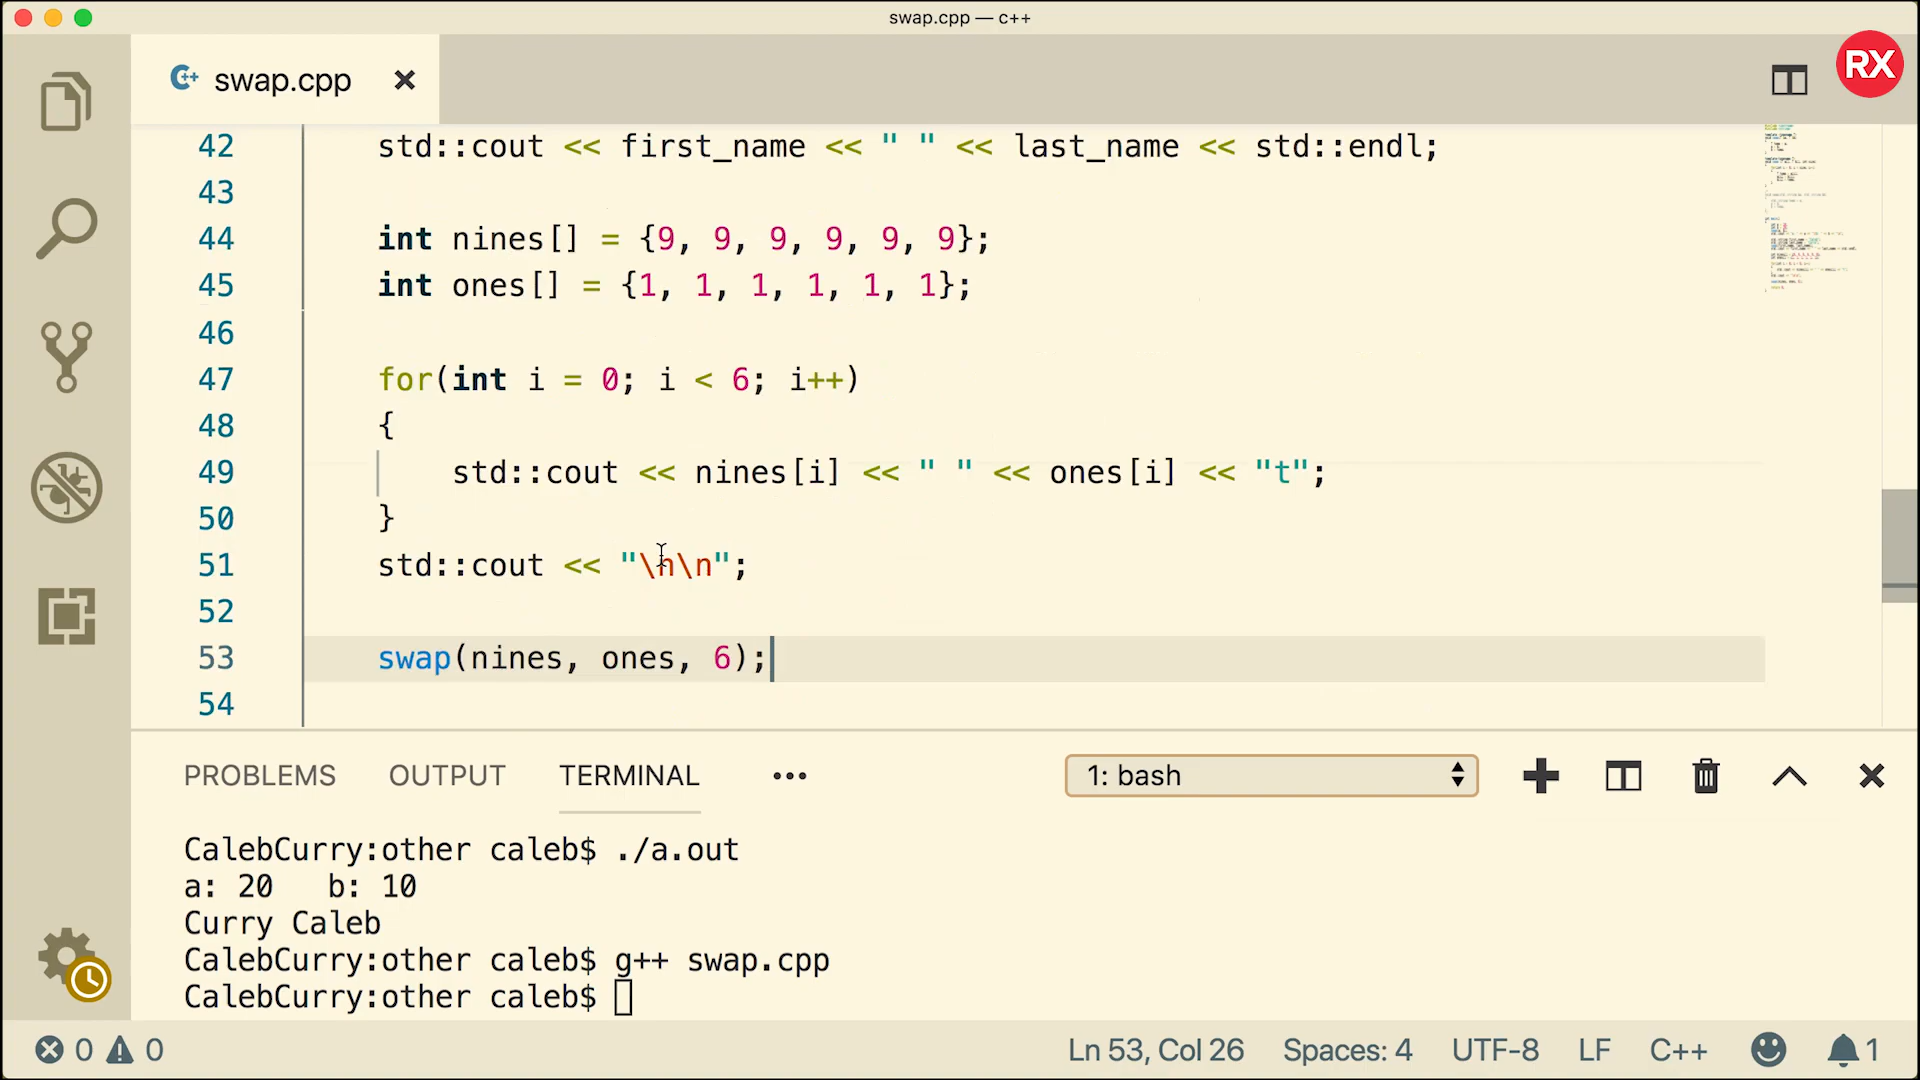 swap.cpp — c++
RX
swap.cpp
42 std::cout << first_name << " " << last_name << std::endl;
43
44 int nines[] = {9, 9, 9, 9, 9, 9};
45 int ones[] = {1, 1, 1, 1, 1, 1};
46
47 for(int i = 0; i < 6; i++)
48 {
49 std::cout << nines[i] << " " << ones[i] << "t";
50 }
51 std::cout << "\n\n";
52
53 swap(nines, ones, 6);
54
PROBLEMS OUTPUT TERMINAL ••• 1: bash
CalebCurry:other caleb$ ./a.out
a: 20 b: 10
Curry Caleb
CalebCurry:other caleb$ g++ swap.cpp
CalebCurry:other caleb$
0 0 Ln 53, Col 26 Spaces: 4 UTF-8 LF C++ 1